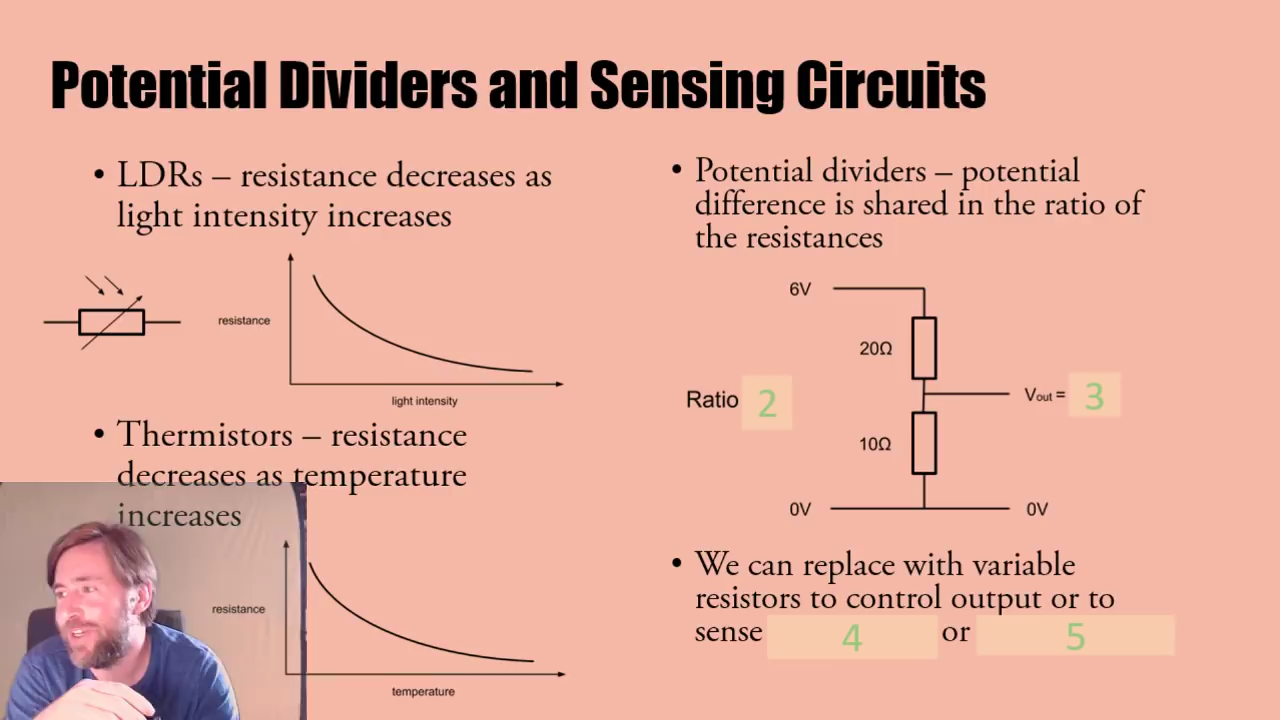 Potential Dividers and Sensing Circuits
• LDRs – resistance decreases as
light intensity increases
resistance
light intensity
• Thermistors – resistance
decreases as temperature
increases
resistance
temperature
• Potential dividers – potential
difference is shared in the ratio of
the resistances
6V
20Ω
Ratio 2
Vout = 3
10Ω
0V
0V
• We can replace with variable
resistors to control output or to
sense 4 or 5